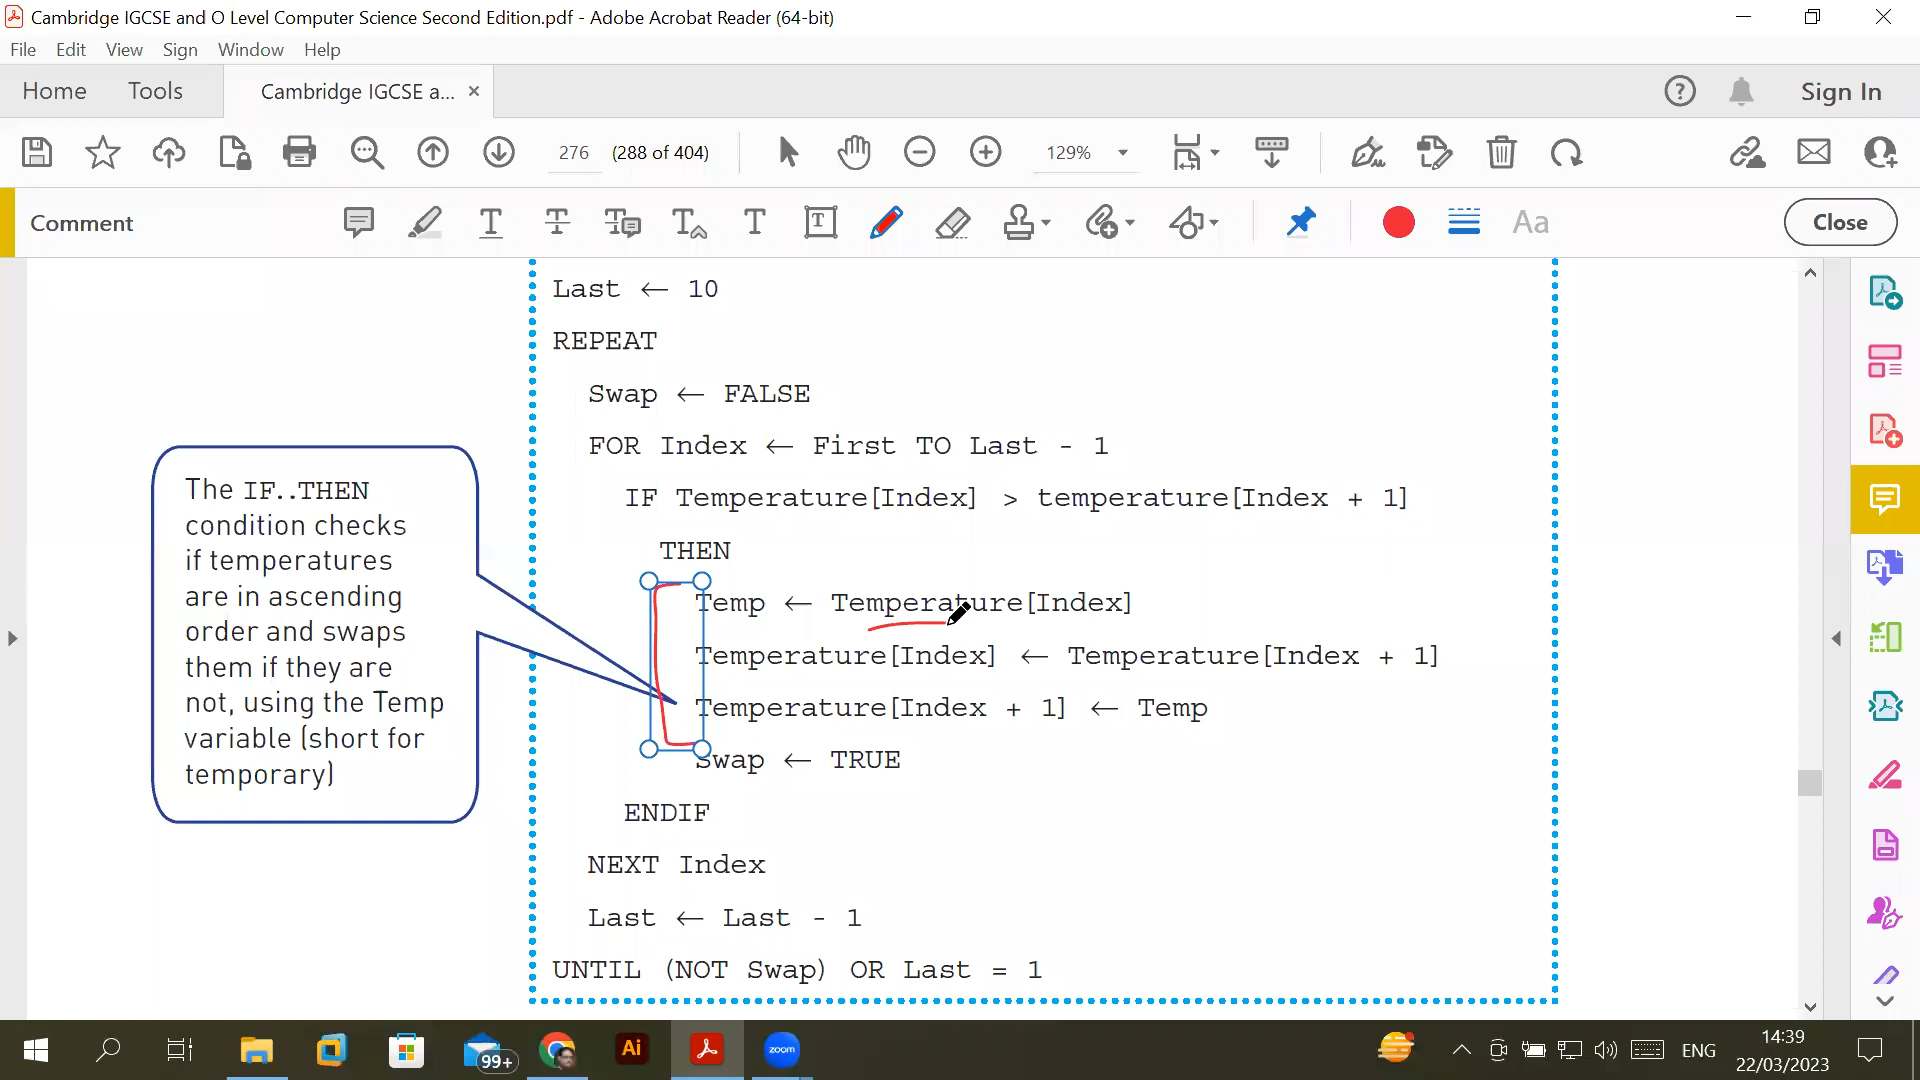 Cambridge IGCSE and O Level Computer Science Second Edition.pdf - Adobe Acrobat Reader (64-bit)
File Edit View Sign Window Help
Home Tools Cambridge IGCSE a... × Sign In
276 (288 of 404) 129%
Comment Aa Close
Last ← 10
REPEAT
Swap ← FALSE
FOR Index ← First TO Last - 1
IF Temperature[Index] > temperature[Index + 1]
THEN
Temp ← Temperature[Index]
Temperature[Index] ← Temperature[Index + 1]
Temperature[Index + 1] ← Temp
Swap ← TRUE
ENDIF
NEXT Index
Last ← Last - 1
UNTIL (NOT Swap) OR Last = 1
The IF..THEN
condition checks
if temperatures
are in ascending
order and swaps
them if they are
not, using the Temp
variable (short for
temporary)
99+
Ai
zoom
ENG
14:39
22/03/2023